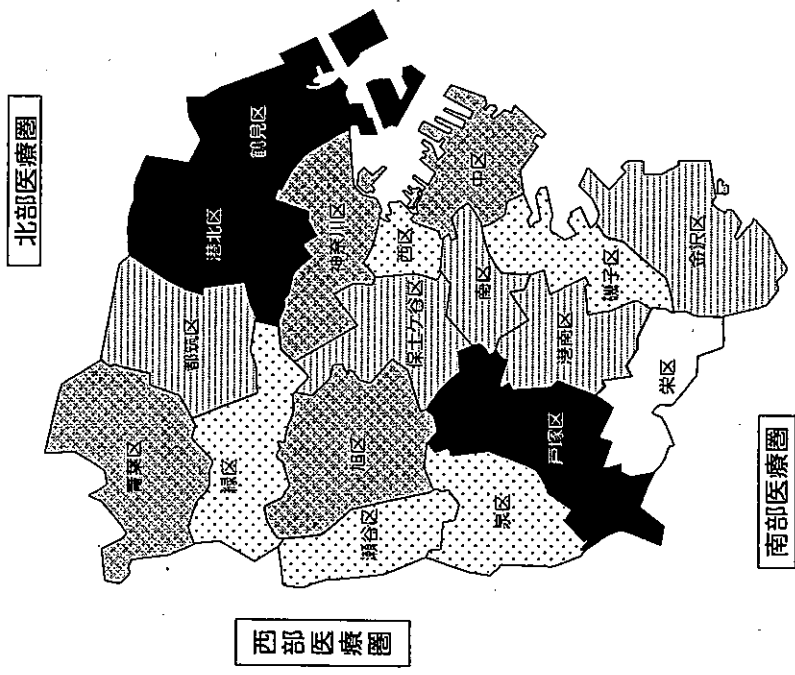 北部医療圏
鶴見区
港北区
都筑区
青葉区
神奈川区
緑区
西区
中区
保土ケ谷区
旭区
南区
瀬谷区
磯子区
港南区
金沢区
戸塚区
泉区
栄区
西部医療圏
南部医療圏